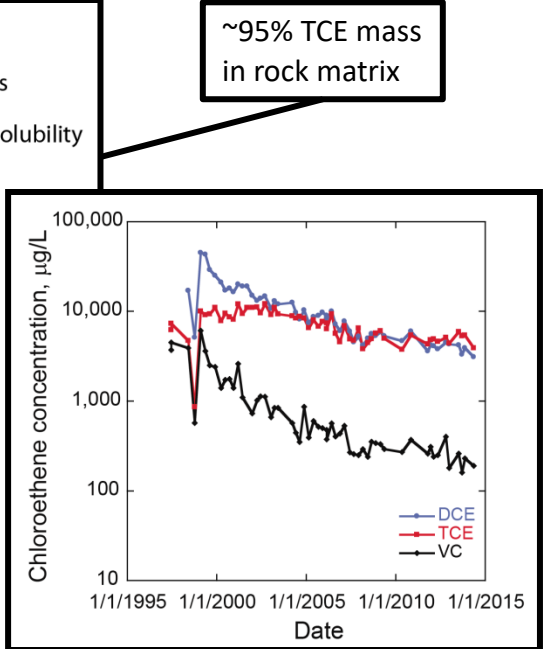 ~95% TCE mass
in rock matrix
s
olubility
Chloroethene concentration, µg/L
100,000
10,000
1,000
100
10
DCE
TCE
VC
1/1/1995 1/1/2000 1/1/2005 1/1/2010 1/1/2015
Date